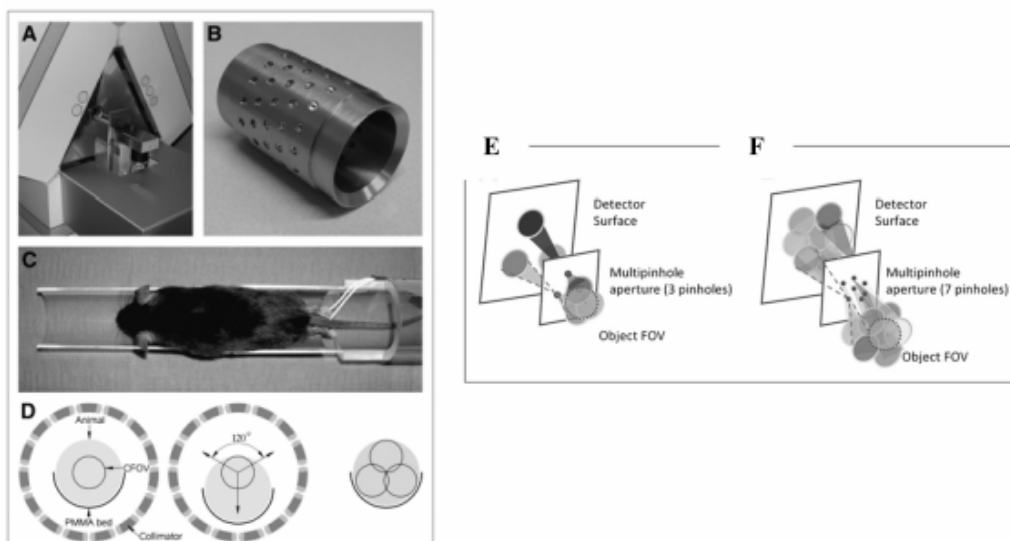 A
B
C
D
Animal
CFOV
PMMA bed
Collimator
120°
E
F
Detector
Surface
Multipinhole
aperture (3 pinholes)
Object FOV
Detector
Surface
Multipinhole
aperture (7 pinholes)
Object FOV